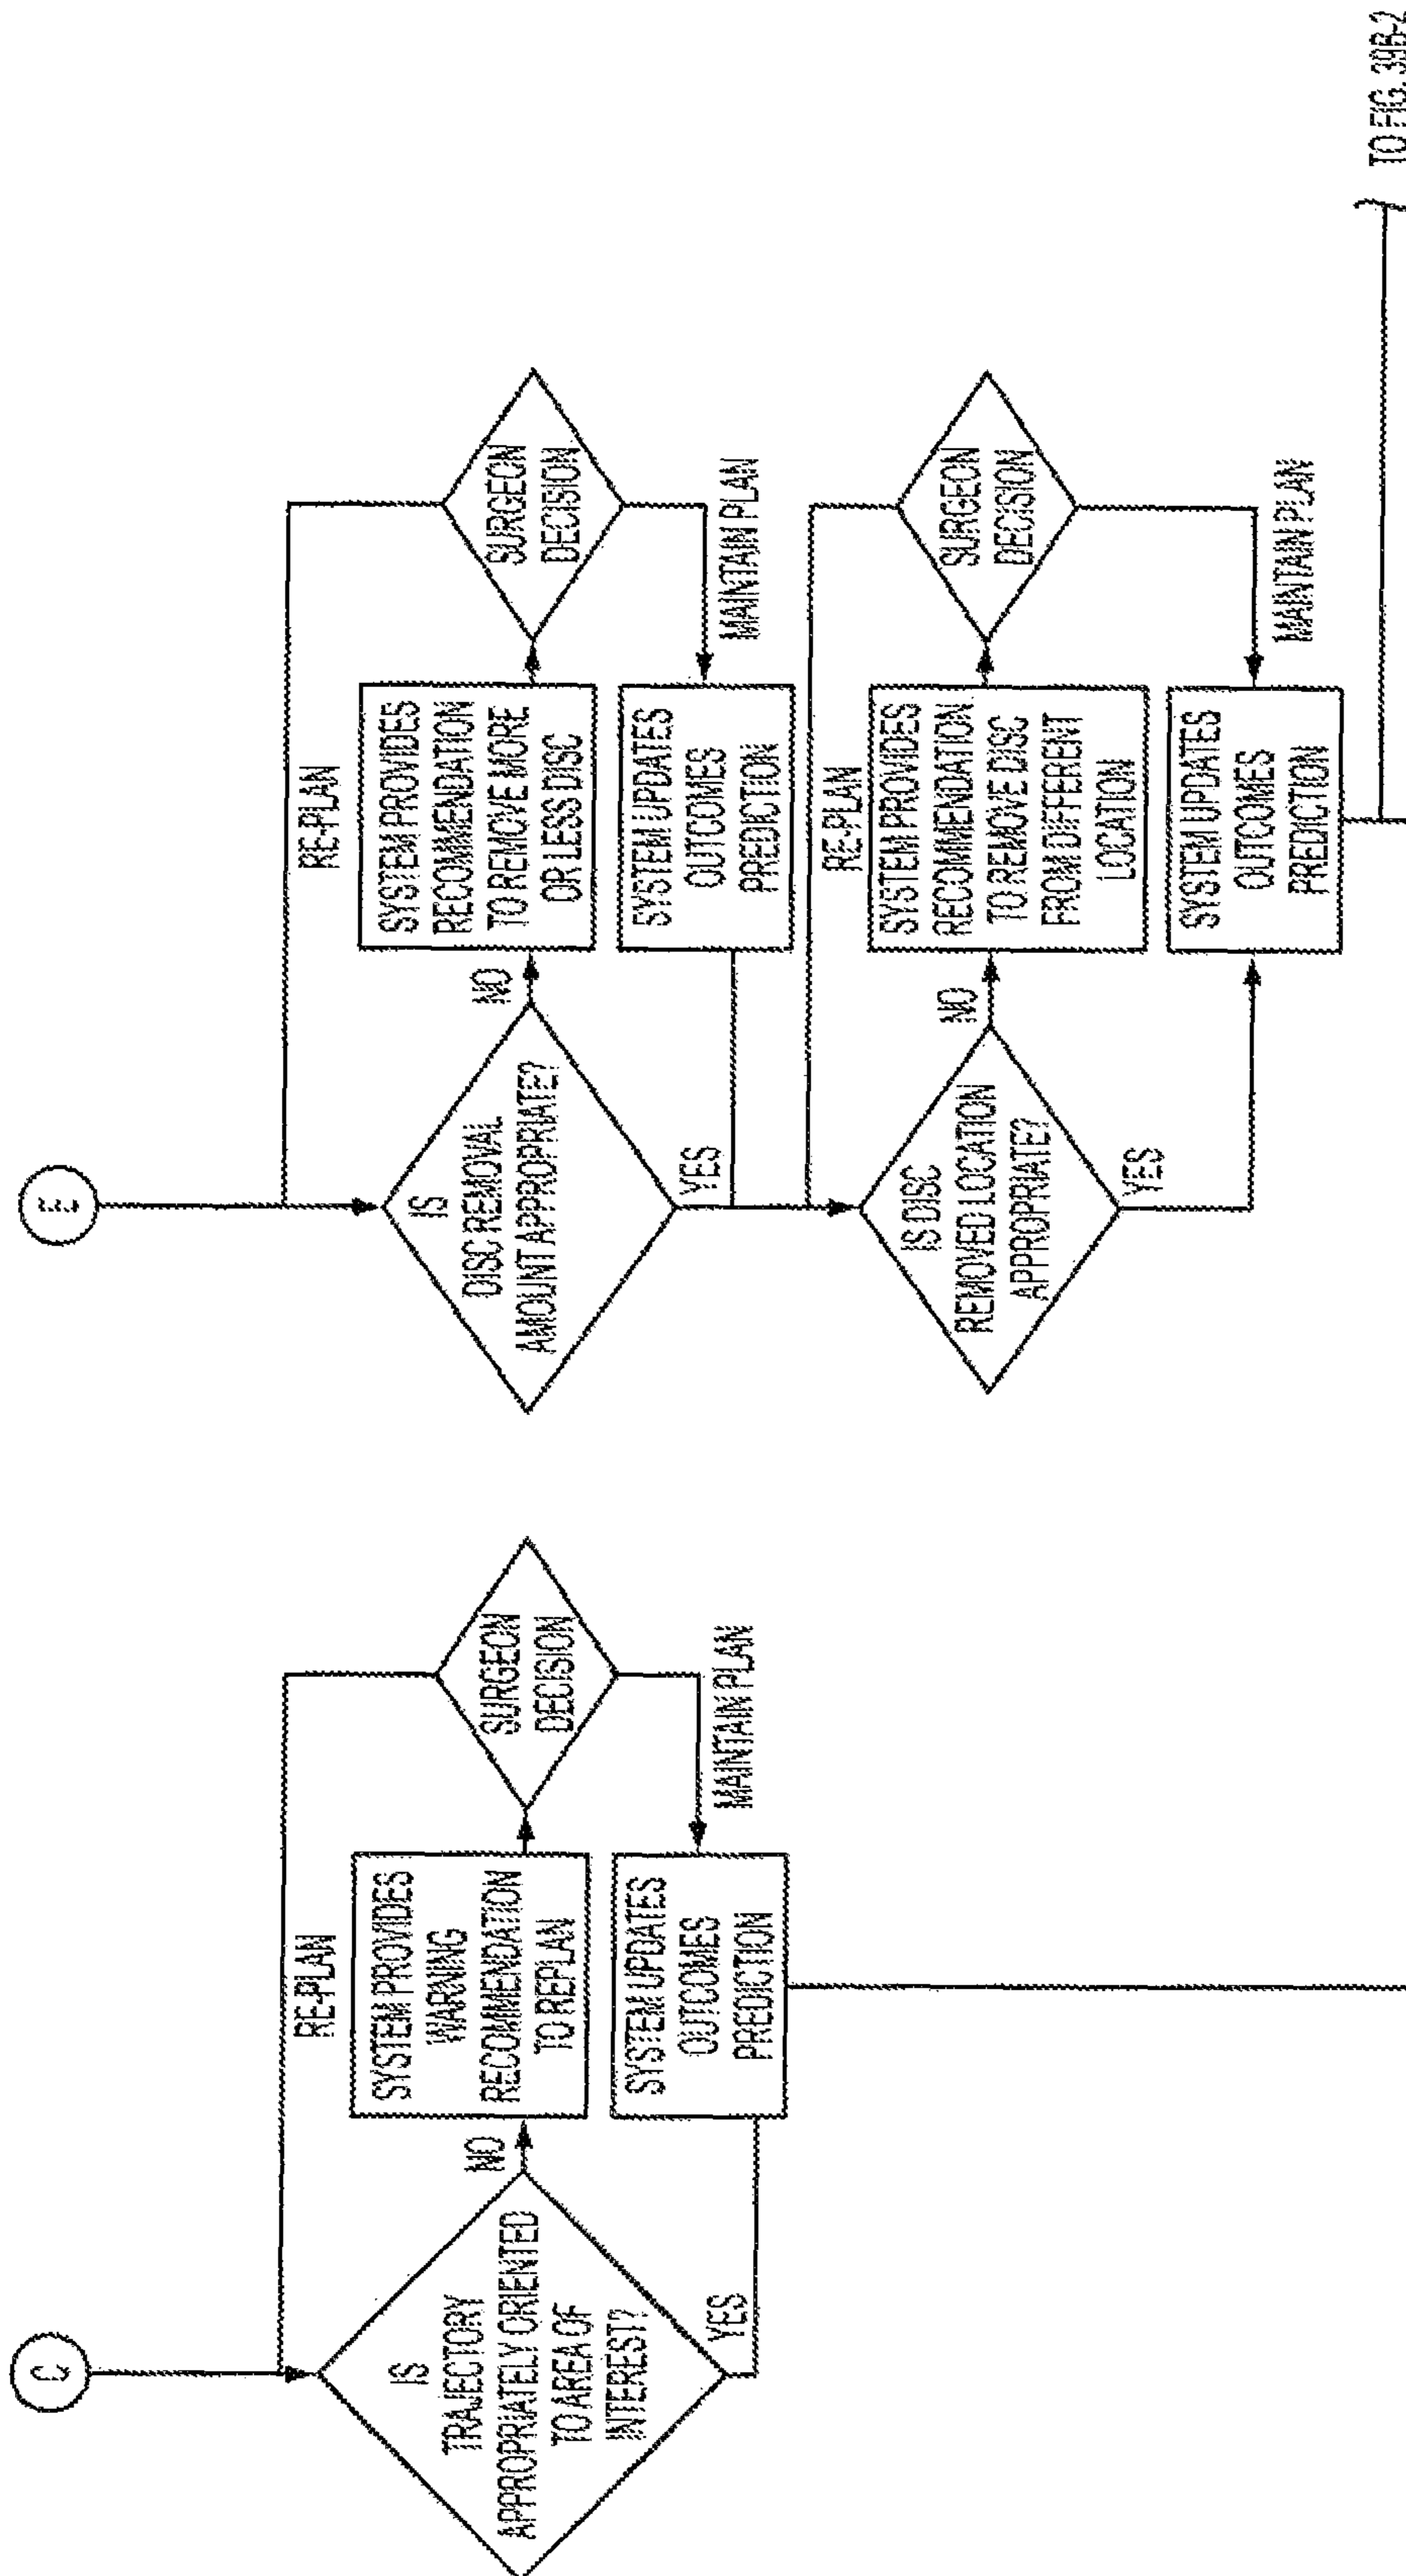 C
IS
TRAJECTORY
APPROPRIATELY ORIENTED
TO AREA OF
INTEREST?
NO
YES
RE-PLAN
SYSTEM PROVIDES
WARNING
RECOMMENDATION
TO REPLAN
SURGEON
DECISION
MAINTAIN PLAN
SYSTEM UPDATES
OUTCOMES
PREDICTION
E
IS
DISC REMOVAL
AMOUNT APPROPRIATE?
NO
YES
RE-PLAN
SYSTEM PROVIDES
RECOMMENDATION
TO REMOVE MORE
OR LESS DISC
SURGEON
DECISION
MAINTAIN PLAN
SYSTEM UPDATES
OUTCOMES
PREDICTION
IS DISC
REMOVED LOCATION
APPROPRIATE?
NO
YES
RE-PLAN
SYSTEM PROVIDES
RECOMMENDATION
TO REMOVE DISC
FROM DIFFERENT
LOCATION
SURGEON
DECISION
MAINTAIN PLAN
SYSTEM UPDATES
OUTCOMES
PREDICTION
TO FIG. 39B-2